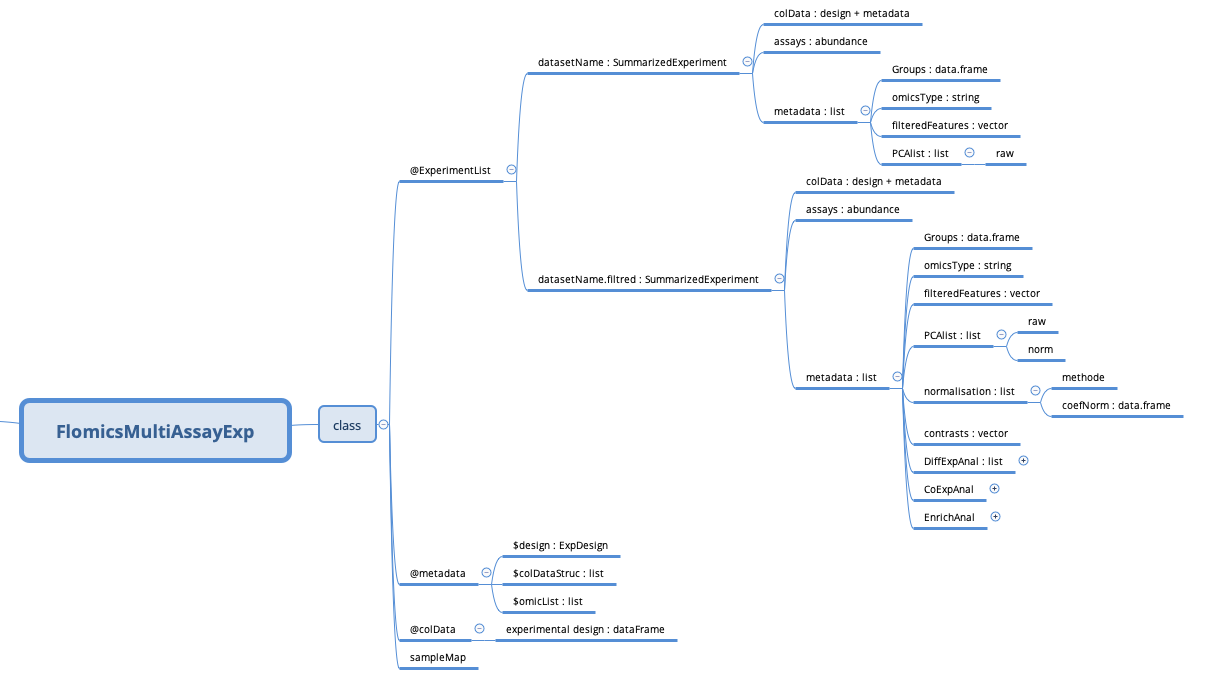 FlomicsMultiAssayExp
class
@ExperimentList
datasetName : SummarizedExperiment
colData : design + metadata
assays : abundance
metadata : list
Groups : data.frame
omicsType : string
filteredFeatures : vector
PCAlist : list
raw
datasetName.filtred : SummarizedExperiment
colData : design + metadata
assays : abundance
metadata : list
Groups : data.frame
omicsType : string
filteredFeatures : vector
PCAlist : list
raw
norm
normalisation : list
methode
coefNorm : data.frame
contrasts : vector
DiffExpAnal : list
CoExpAnal
EnrichAnal
@metadata
$design : ExpDesign
$colDataStruc : list
$omicList : list
@colData
experimental design : dataFrame
sampleMap